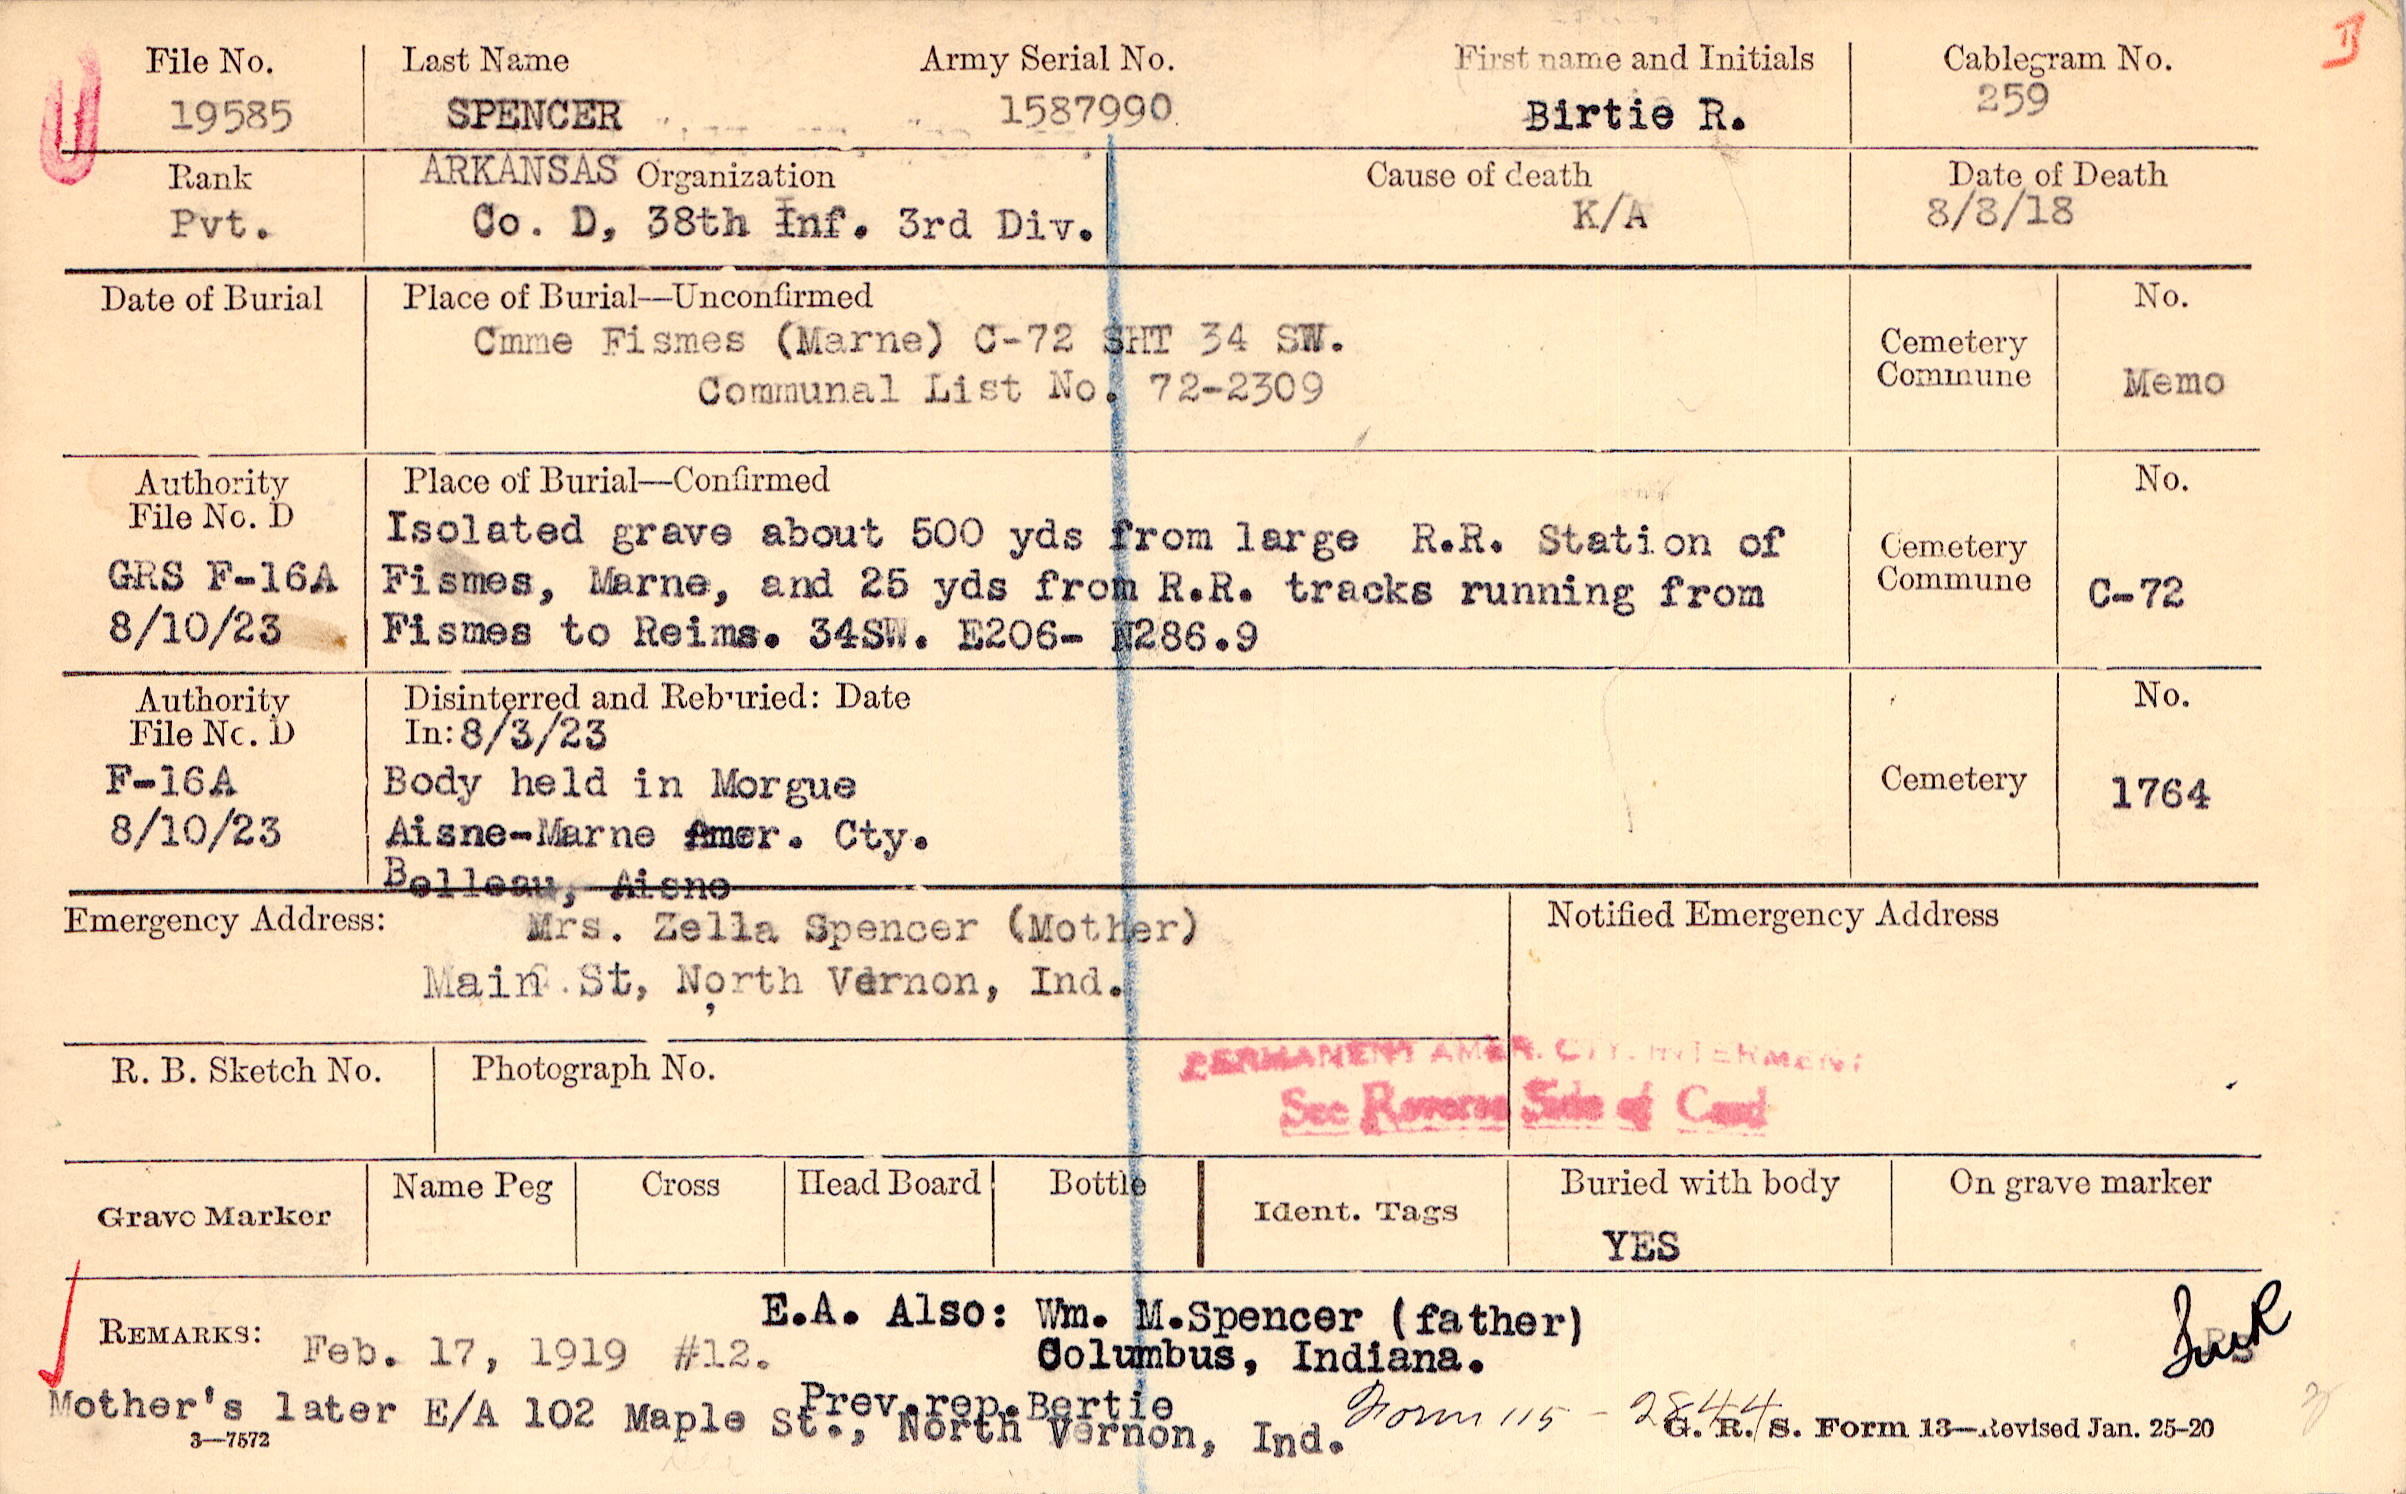 File No. Last Name Army Serial No. First name and Initials Cablegram No.
19585 SPENCER 1587990 Birtie R. 259
Rank ARKANSAS Organization Cause of death Date of Death
Pvt. Co. D, 38th Inf. 3rd Div. K/A 8/8/18
Date of Burial Place of Burial—Unconfirmed No.
Cmme Fismes (Marne) C-72 SHT 34 SW. Cemetery
Communal List No. 72-2309 Commune Memo
Authority Place of Burial—Confirmed No.
File No. D
Isolated grave about 500 yds from large R.R. Station of Cemetery
GRS F-16A Fismes, Marne, and 25 yds from R.R. tracks running from Commune C-72
8/10/23 Fismes to Reims. 34SW. E206- N286.9
Authority Disinterred and Reburied: Date No.
File No. D In: 8/3/23
F-16A Body held in Morgue Cemetery 1764
8/10/23 Aisne-Marne Amer. Cty.
Belleau, Aisne
Emergency Address: Mrs. Zella Spencer (Mother) Notified Emergency Address
Main St, North Vernon, Ind.
R. B. Sketch No. Photograph No. PERMANENT AMER. CTY. INTERMENT
See Reverse Side of Card
Grave Marker Name Peg Cross Head Board Bottle Ident. Tags Buried with body On grave marker
YES
E.A. Also: Wm. M.Spencer (father)
REMARKS: Feb. 17, 1919 #12. Columbus, Indiana.
Prev.rep.Bertie
Mother's later E/A 102 Maple St., North Vernon, Ind. Form 115 - 2844
3—7572 G. R. S. Form 13—Revised Jan. 25-20